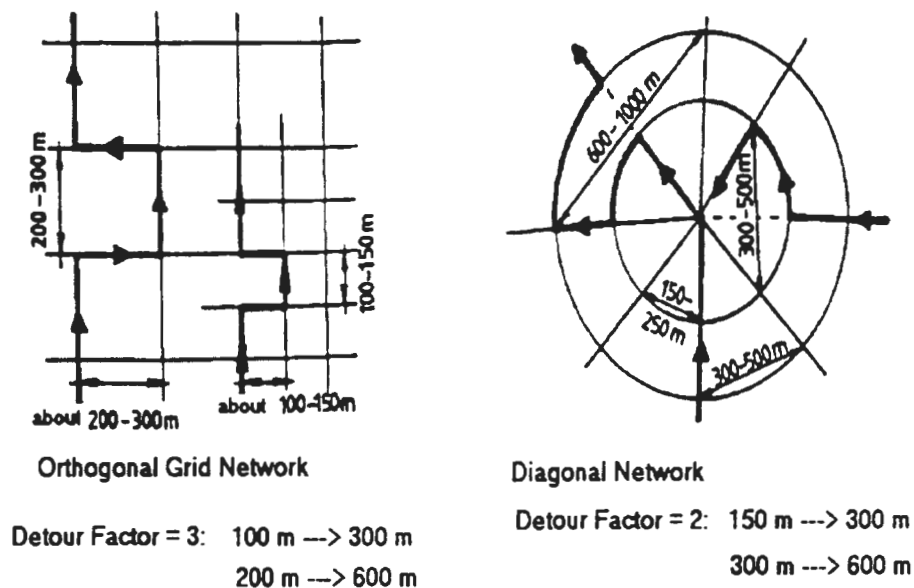 200-300 m
100-150 m
about 200-300m
about 100-150m
Orthogonal Grid Network
Detour Factor = 3: 100 m ---> 300 m
200 m ---> 600 m
600-1000 m
300-500m
150-
250m
300-500m
Diagonal Network
Detour Factor = 2: 150 m ---> 300 m
300 m ---> 600 m